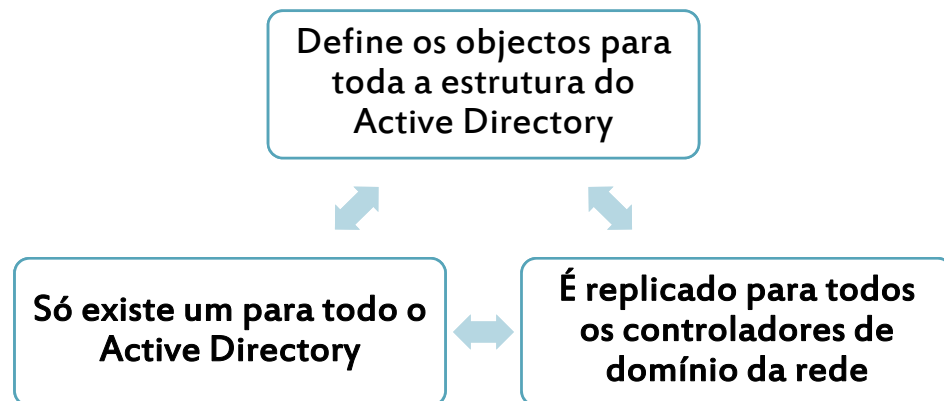 Define os objectos para
toda a estrutura do
Active Directory
Só existe um para todo o
Active Directory
É replicado para todos
os controladores de
domínio da rede